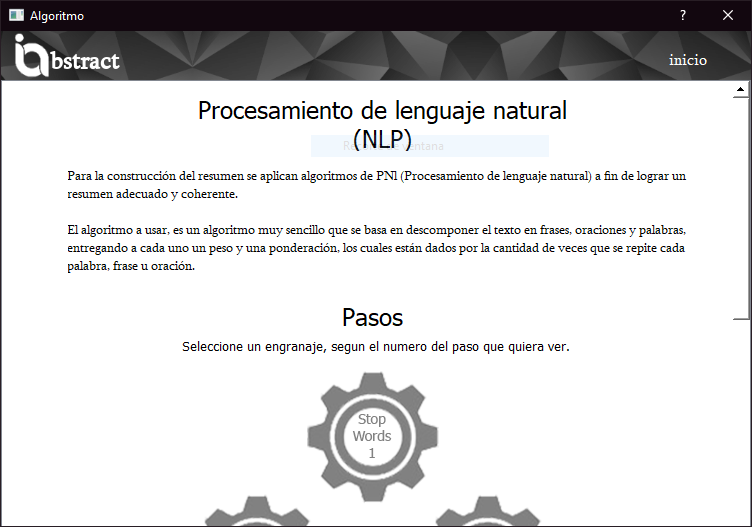 Algoritmo
bstract
inicio
Procesamiento de lenguaje natural
(NLP)
Para la construcción del resumen se aplican algoritmos de PNl (Procesamiento de lenguaje natural) a fin de lograr un
resumen adecuado y coherente.
El algoritmo a usar, es un algoritmo muy sencillo que se basa en descomponer el texto en frases, oraciones y palabras,
entregando a cada uno un peso y una ponderación, los cuales están dados por la cantidad de veces que se repite cada
palabra, frase u oración.
Pasos
Seleccione un engranaje, segun el numero del paso que quiera ver.
Stop
Words
1